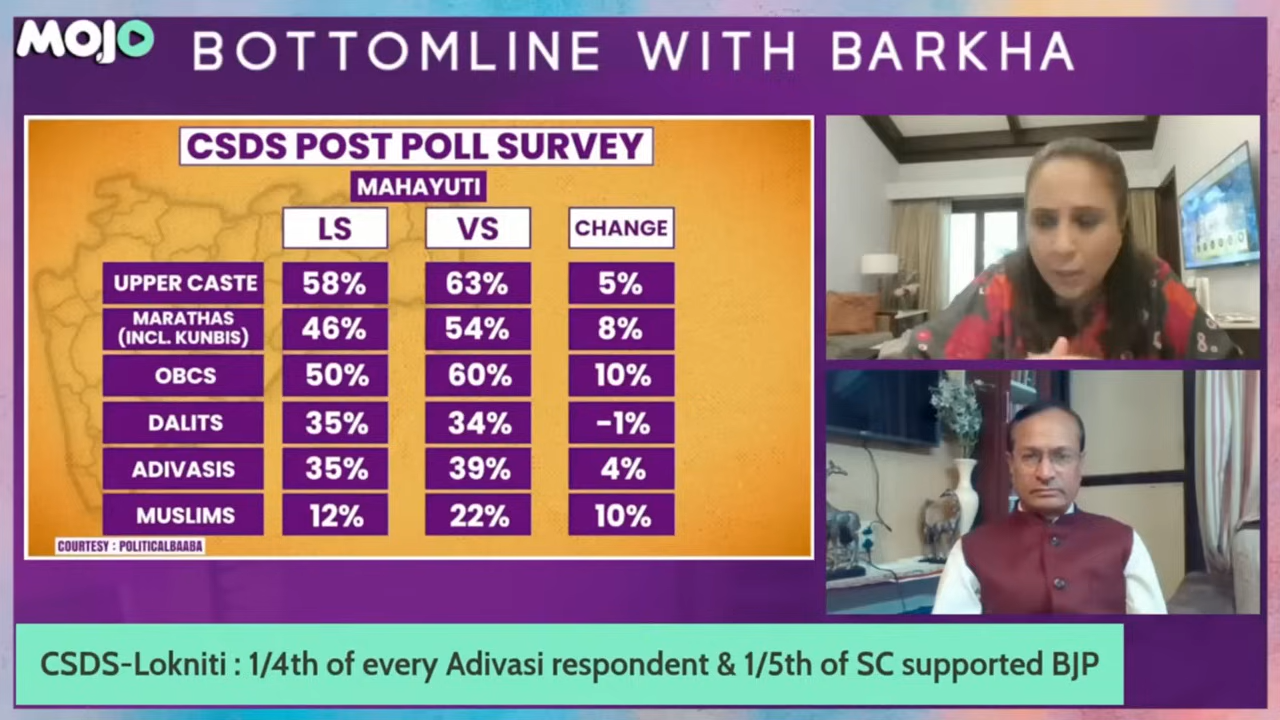 MOJO
BOTTOMLINE WITH BARKHA
CSDS POST POLL SURVEY
MAHAYUTI
LS VS CHANGE
UPPER CASTE 58% 63% 5%
MARATHAS
(INCL. KUNBIS) 46% 54% 8%
OBCS 50% 60% 10%
DALITS 35% 34% -1%
ADIVASIS 35% 39% 4%
MUSLIMS 12% 22% 10%
COURTESY : POLITICALBAABA
CSDS-Lokniti : 1/4th of every Adivasi respondent & 1/5th of SC supported BJP